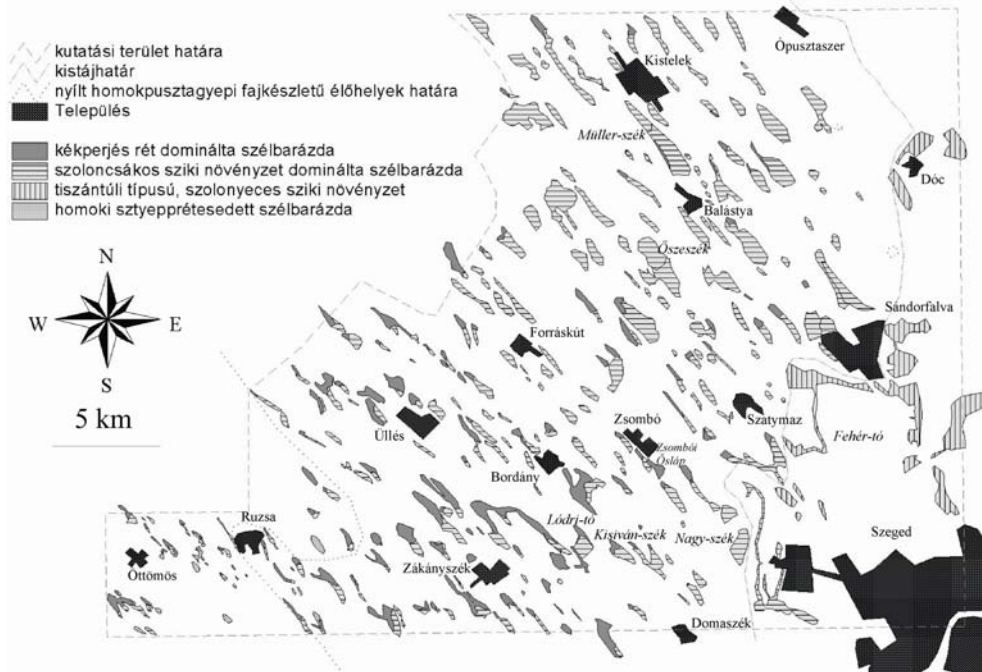 kutatási terület határa
kistájhatár
nyílt homokpusztagyepi fajkészletű élőhelyek határa
Település
kékperjés rét dominálta szélbarázda
szoloncsákos sziki növényzet dominálta szélbarázda
tiszántúli típusú, szolonyeces sziki növényzet
homoki sztyepprétesedett szélbarázda
N
W
E
S
5 km
Ópusztaszer
Kistelek
Müller-szék
Dóc
Balástya
Őszeszék
Sándorfalva
Forráskút
Szatymaz
Zsombó
Üllés
Fehér-tó
Zsombói
Ősláp
Bordány
Lódri-tó
Kisiván-szék
Nagy-szék
Szeged
Ruzsa
Öttömös
Zákányszék
Domaszék